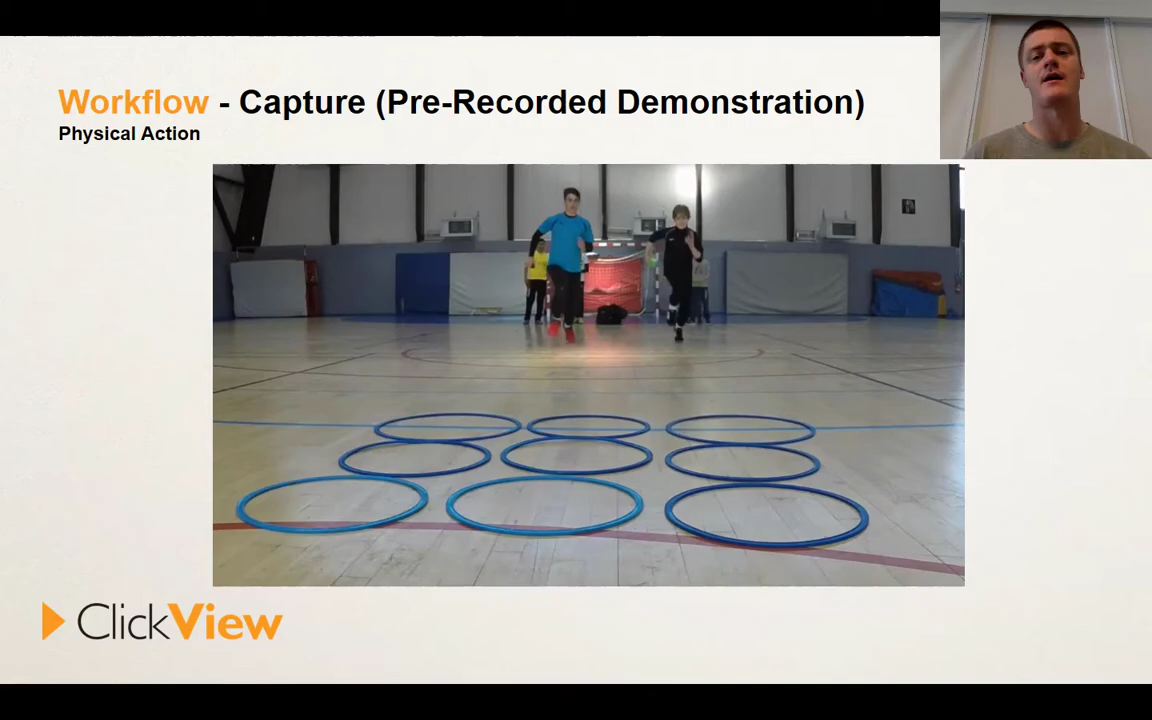 Workflow - Capture (Pre-Recorded Demonstration)
Physical Action
ClickView